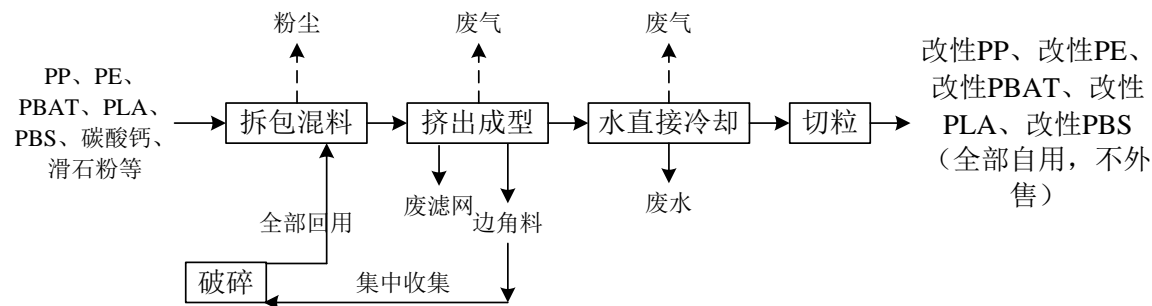 粉尘
废气
废气
PP、PE、
PBAT、PLA、
PBS、碳酸钙、
滑石粉等
拆包混料
挤出成型
水直接冷却
切粒
改性PP、改性PE、
改性PBAT、改性
PLA、改性PBS
（全部自用，不外
售）
废滤网
边角料
废水
全部回用
破碎
集中收集